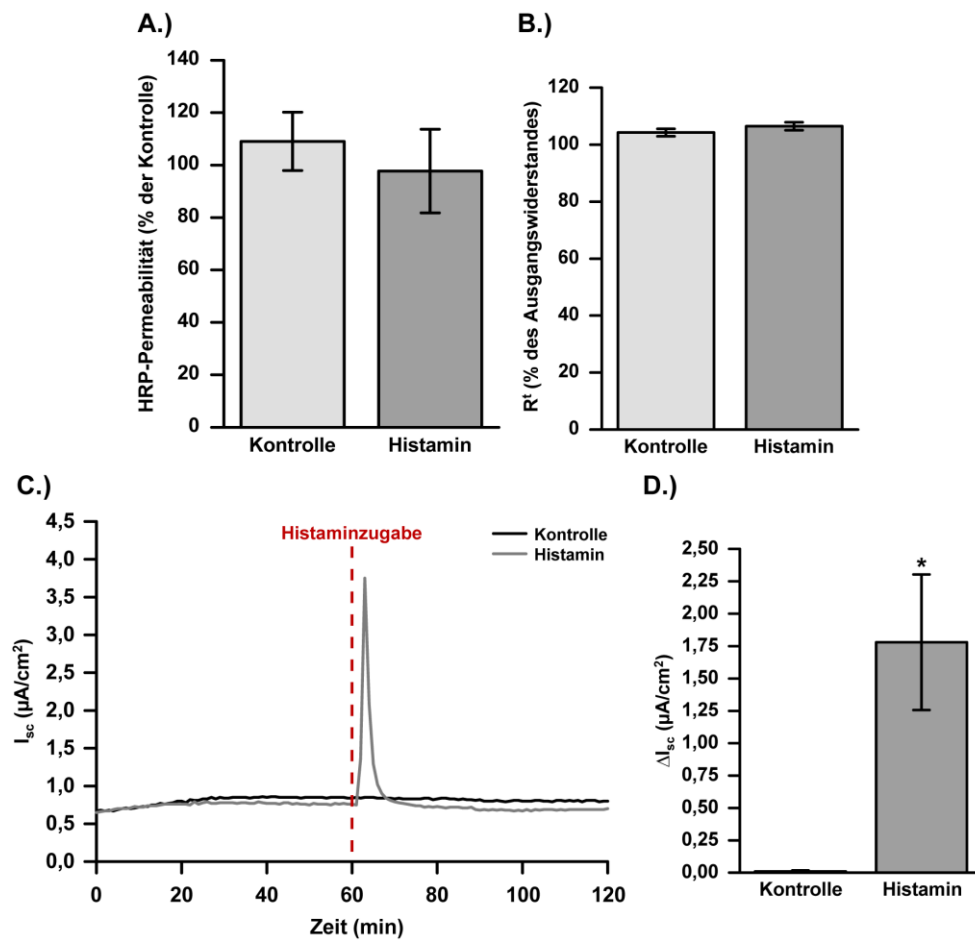 A.)
HRP-Permeabilität (% der Kontrolle)
140
120
100
80
60
40
20
0
Kontrolle
Histamin
B.)
Rᵗ (% des Ausgangswiderstandes)
120
100
80
60
40
20
0
Kontrolle
Histamin
C.)
Isc (µA/cm²)
4,5
4,0
3,5
3,0
2,5
2,0
1,5
1,0
0,5
0,0
Histaminzugabe
Kontrolle
Histamin
0 20 40 60 80 100 120
Zeit (min)
D.)
ΔIsc (µA/cm²)
2,50
2,25
2,00
1,75
1,50
1,25
1,00
0,75
0,50
0,25
0,00
*
Kontrolle
Histamin